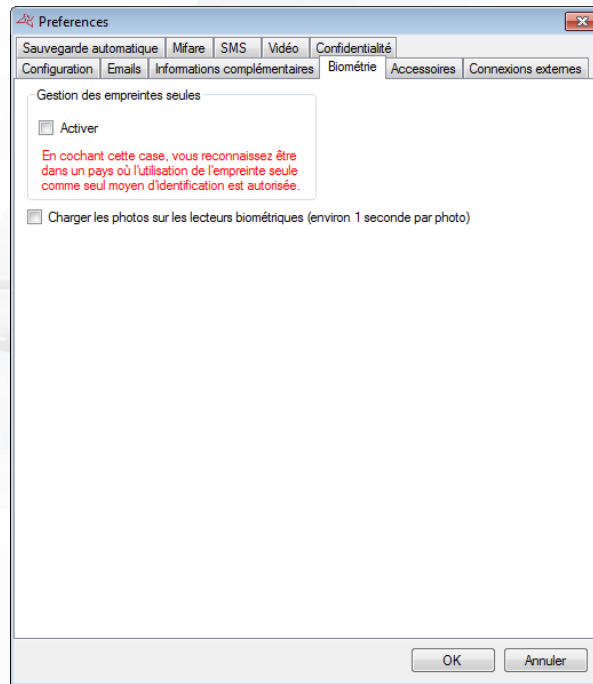 Preferences
Sauvegarde automatique Mifare SMS Vidéo Confidentialité
Configuration Emails Informations complémentaires Biométrie Accessoires Connexions externes
Gestion des empreintes seules
Activer
En cochant cette case, vous reconnaissez être
dans un pays où l'utilisation de l'empreinte seule
comme seul moyen d'identification est autorisée.
Charger les photos sur les lecteurs biométriques (environ 1 seconde par photo)
OK Annuler